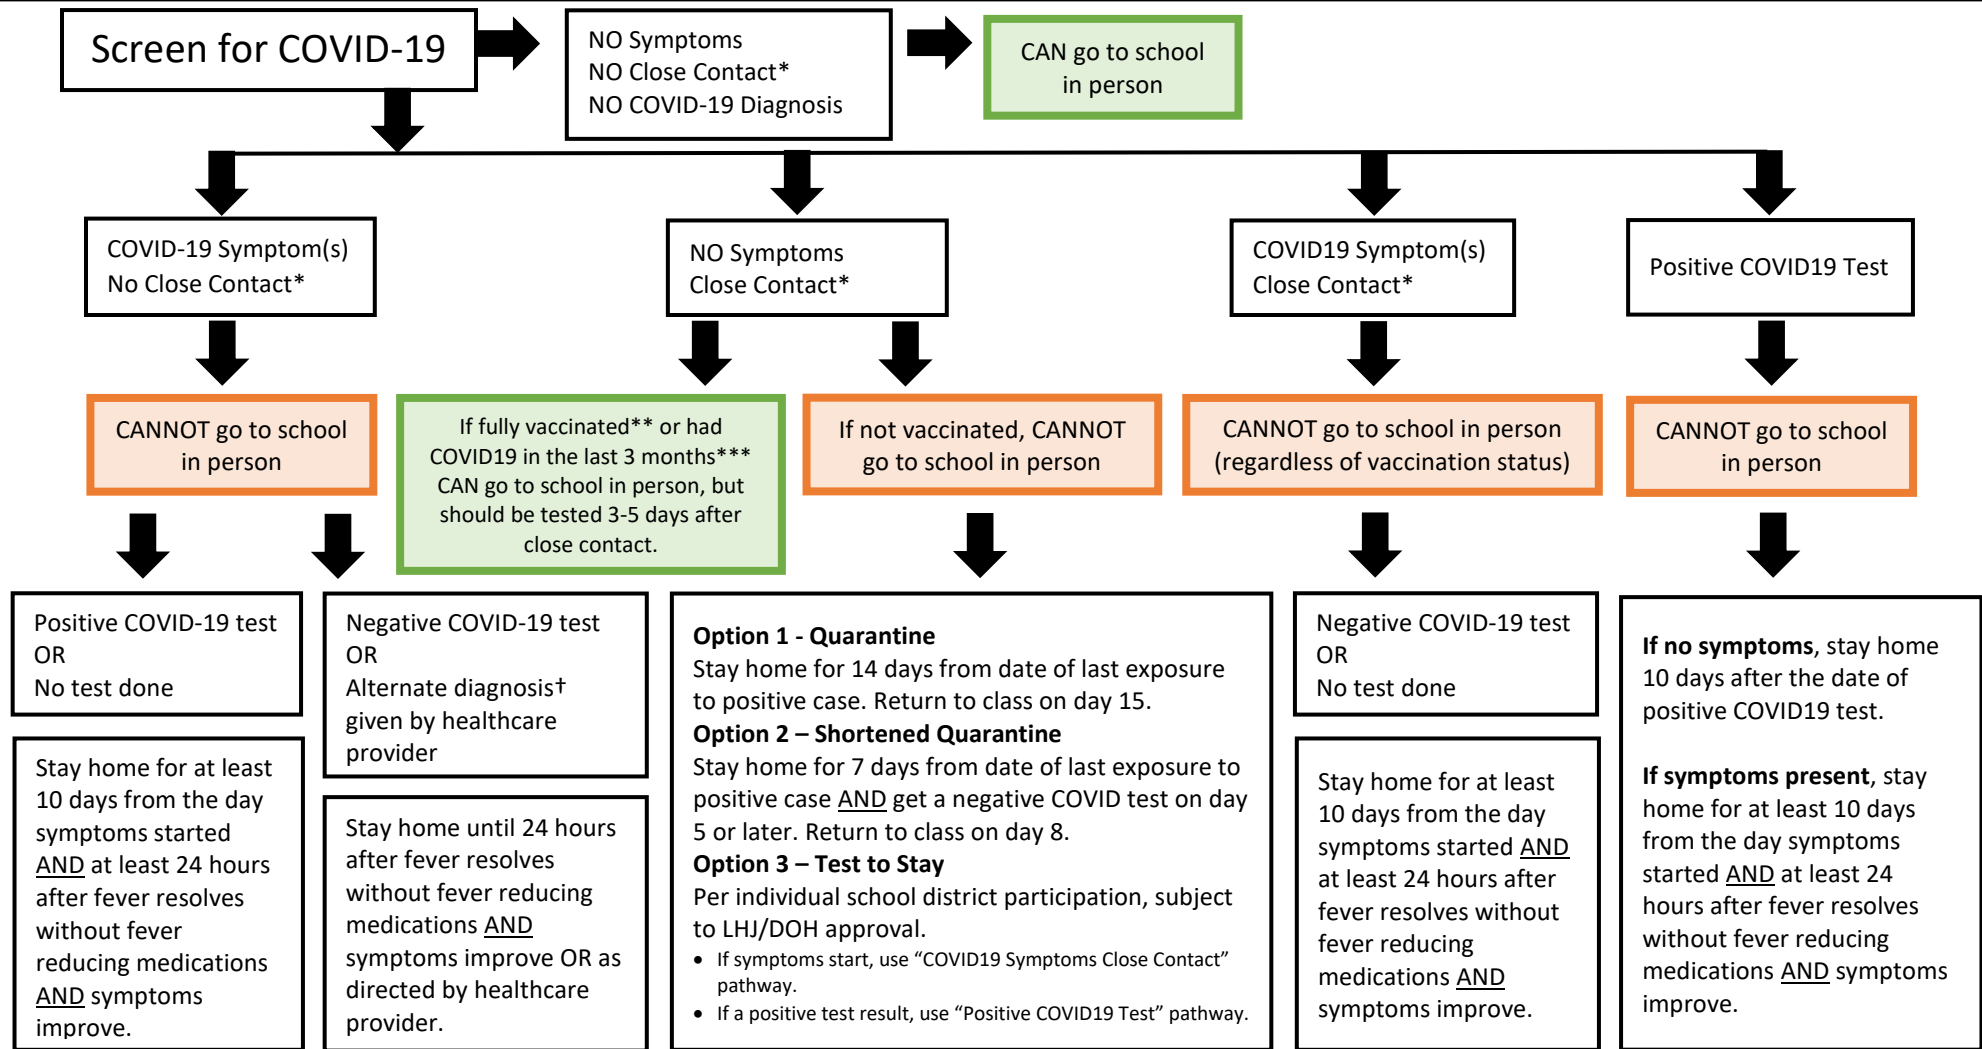 Screen for COVID-19
NO Symptoms
NO Close Contact*
NO COVID-19 Diagnosis
CAN go to school
in person
COVID-19 Symptom(s)
No Close Contact*
NO Symptoms
Close Contact*
COVID19 Symptom(s)
Close Contact*
Positive COVID19 Test
CANNOT go to school
in person
If fully vaccinated** or had
COVID19 in the last 3 months***
CAN go to school in person, but
should be tested 3-5 days after
close contact.
If not vaccinated, CANNOT
go to school in person
CANNOT go to school in person
(regardless of vaccination status)
CANNOT go to school
in person
Positive COVID-19 test
OR
No test done
Stay home for at least
10 days from the day
symptoms started
AND at least 24 hours
after fever resolves
without fever
reducing medications
AND symptoms
improve.
Negative COVID-19 test
OR
Alternate diagnosis†
given by healthcare
provider
Stay home until 24 hours
after fever resolves
without fever reducing
medications AND
symptoms improve OR as
directed by healthcare
provider.
Option 1 - Quarantine
Stay home for 14 days from date of last exposure
to positive case. Return to class on day 15.
Option 2 – Shortened Quarantine
Stay home for 7 days from date of last exposure to
positive case AND get a negative COVID test on day
5 or later. Return to class on day 8.
Option 3 – Test to Stay
Per individual school district participation, subject
to LHJ/DOH approval.
• If symptoms start, use “COVID19 Symptoms Close Contact”
pathway.
• If a positive test result, use “Positive COVID19 Test” pathway.
Negative COVID-19 test
OR
No test done
Stay home for at least
10 days from the day
symptoms started AND
at least 24 hours after
fever resolves without
fever reducing
medications AND
symptoms improve.
If no symptoms, stay home
10 days after the date of
positive COVID19 test.
If symptoms present, stay
home for at least 10 days
from the day symptoms
started AND at least 24
hours after fever resolves
without fever reducing
medications AND symptoms
improve.